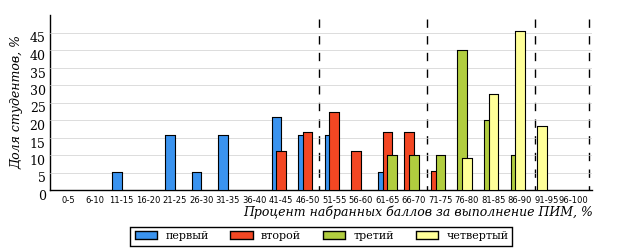 Доля студентов, %
45
40
35
30
25
20
15
10
5
0
0-5 6-10 11-15 16-20 21-25 26-30 31-35 36-40 41-45 46-50 51-55 56-60 61-65 66-70 71-75 76-80 81-85 86-90 91-95 96-100
Процент набранных баллов за выполнение ПИМ, %
первый второй третий четвертый